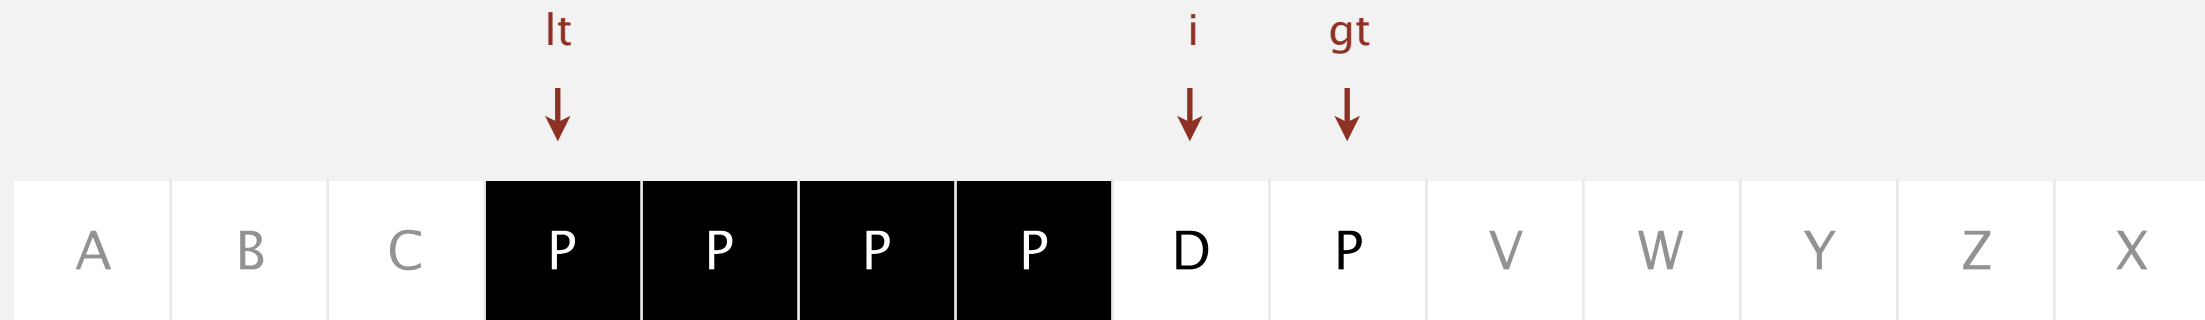 lt i gt
A B C P P P P D P V W Y Z X